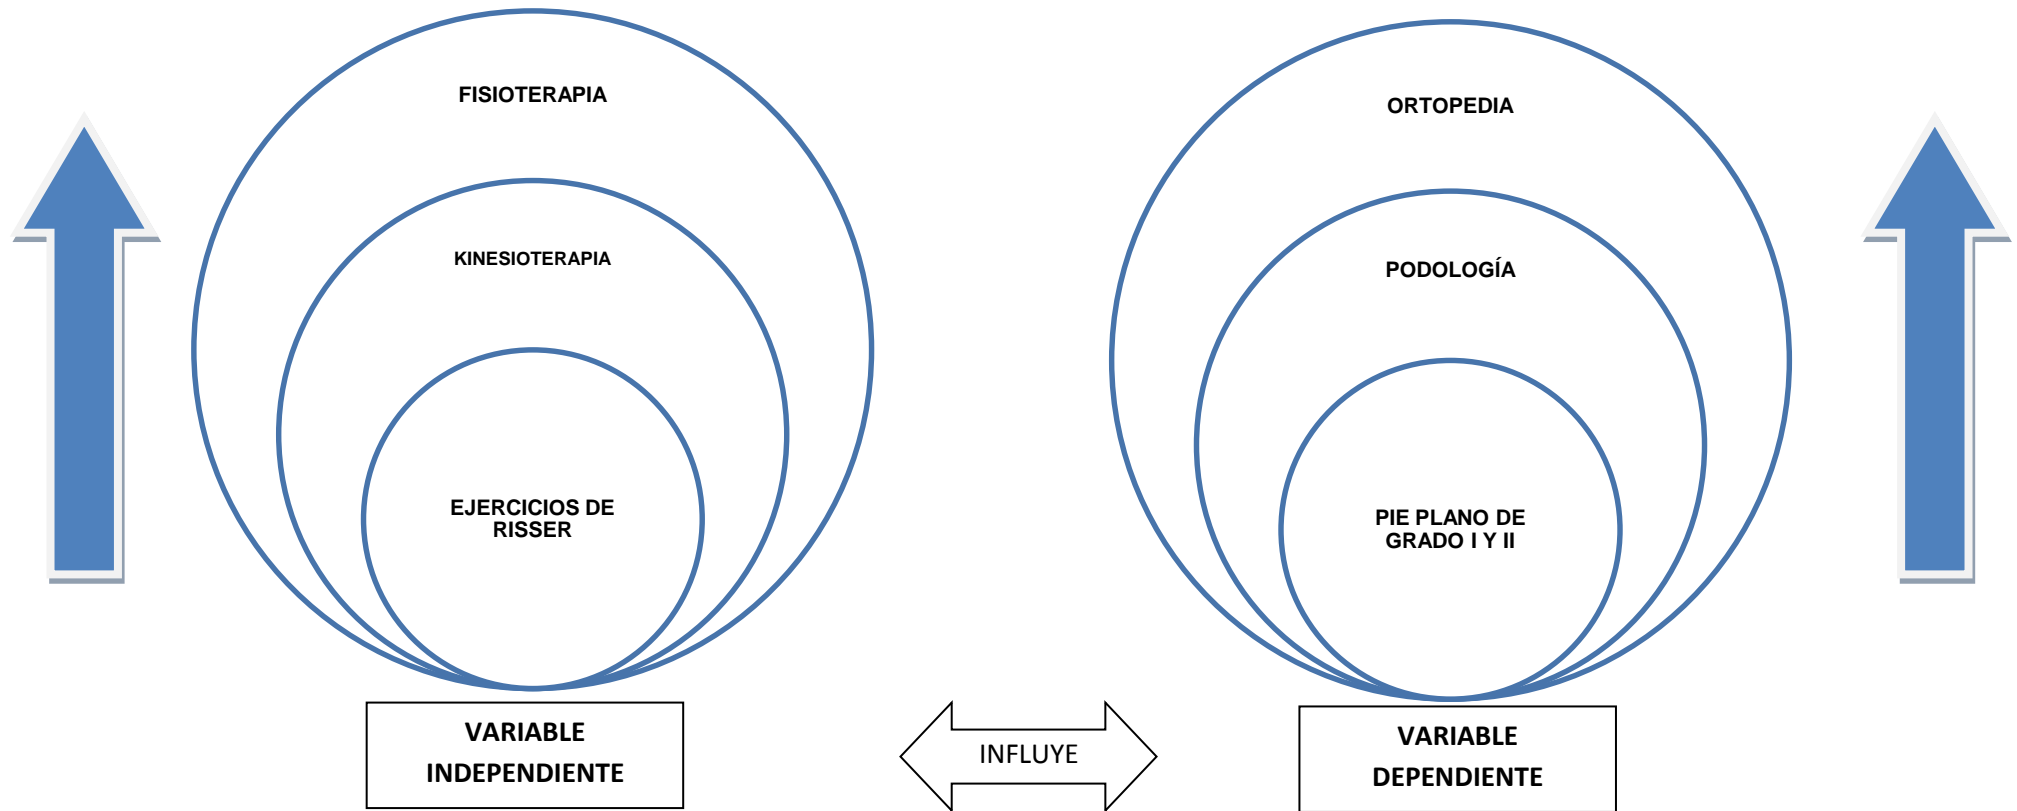 FISIOTERAPIA
KINESIOTERAPIA
EJERCICIOS DE
RISSER
VARIABLE
INDEPENDIENTE
INFLUYE
ORTOPEDIA
PODOLOGÍA
PIE PLANO DE
GRADO I Y II
VARIABLE
DEPENDIENTE